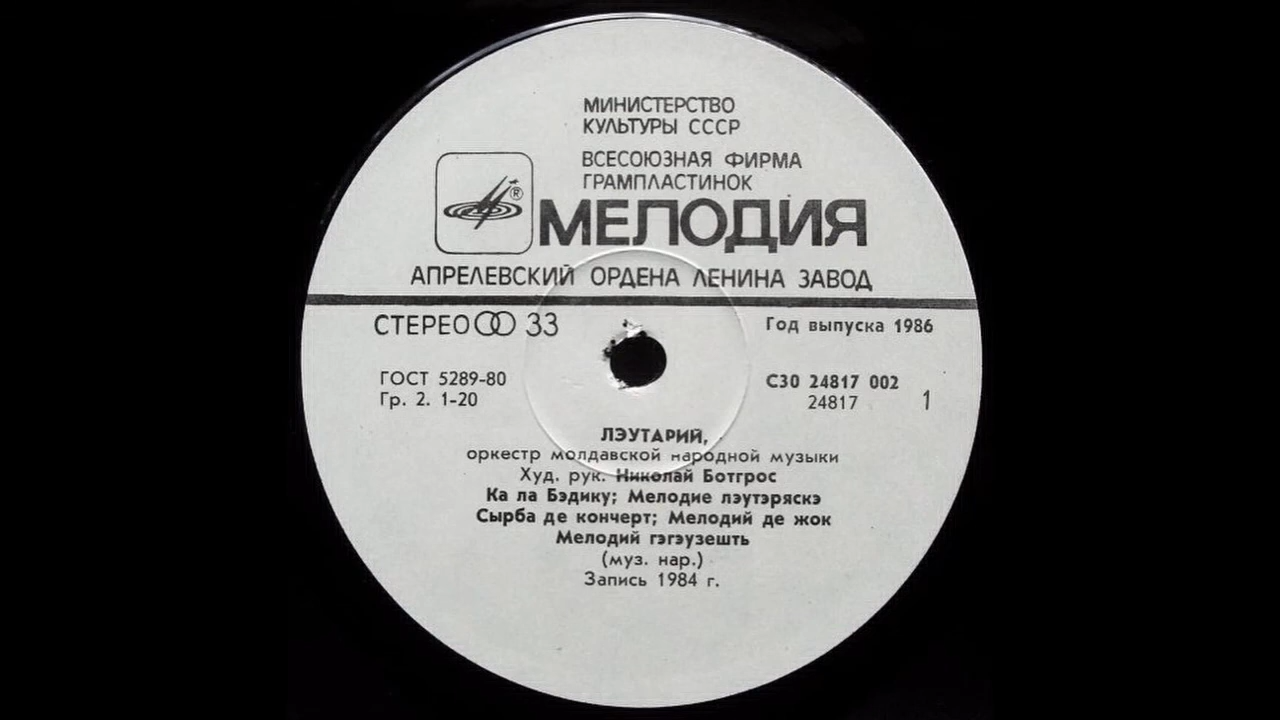 МИНИСТЕРСТВО
КУЛЬТУРЫ СССР
ВСЕСОЮЗНАЯ ФИРМА
ГРАМПЛАСТИНОК
®
МЕЛОДИЯ
АПРЕЛЕВСКИЙ ОРДЕНА ЛЕНИНА ЗАВОД
СТЕРЕО 33
Год выпуска 1986
ГОСТ 5289-80
Гр. 2. 1-20
С30 24817 002
24817 1
ЛЭУТАРИЙ,
оркестр молдавской народной музыки
Худ. рук. Николай Ботгрос
Ка ла Бэдику; Мелодие лэутэряскэ
Сырба де кончерт; Мелодий де жок
Мелодий гэгэузешть
(муз. нар.)
Запись 1984 г.